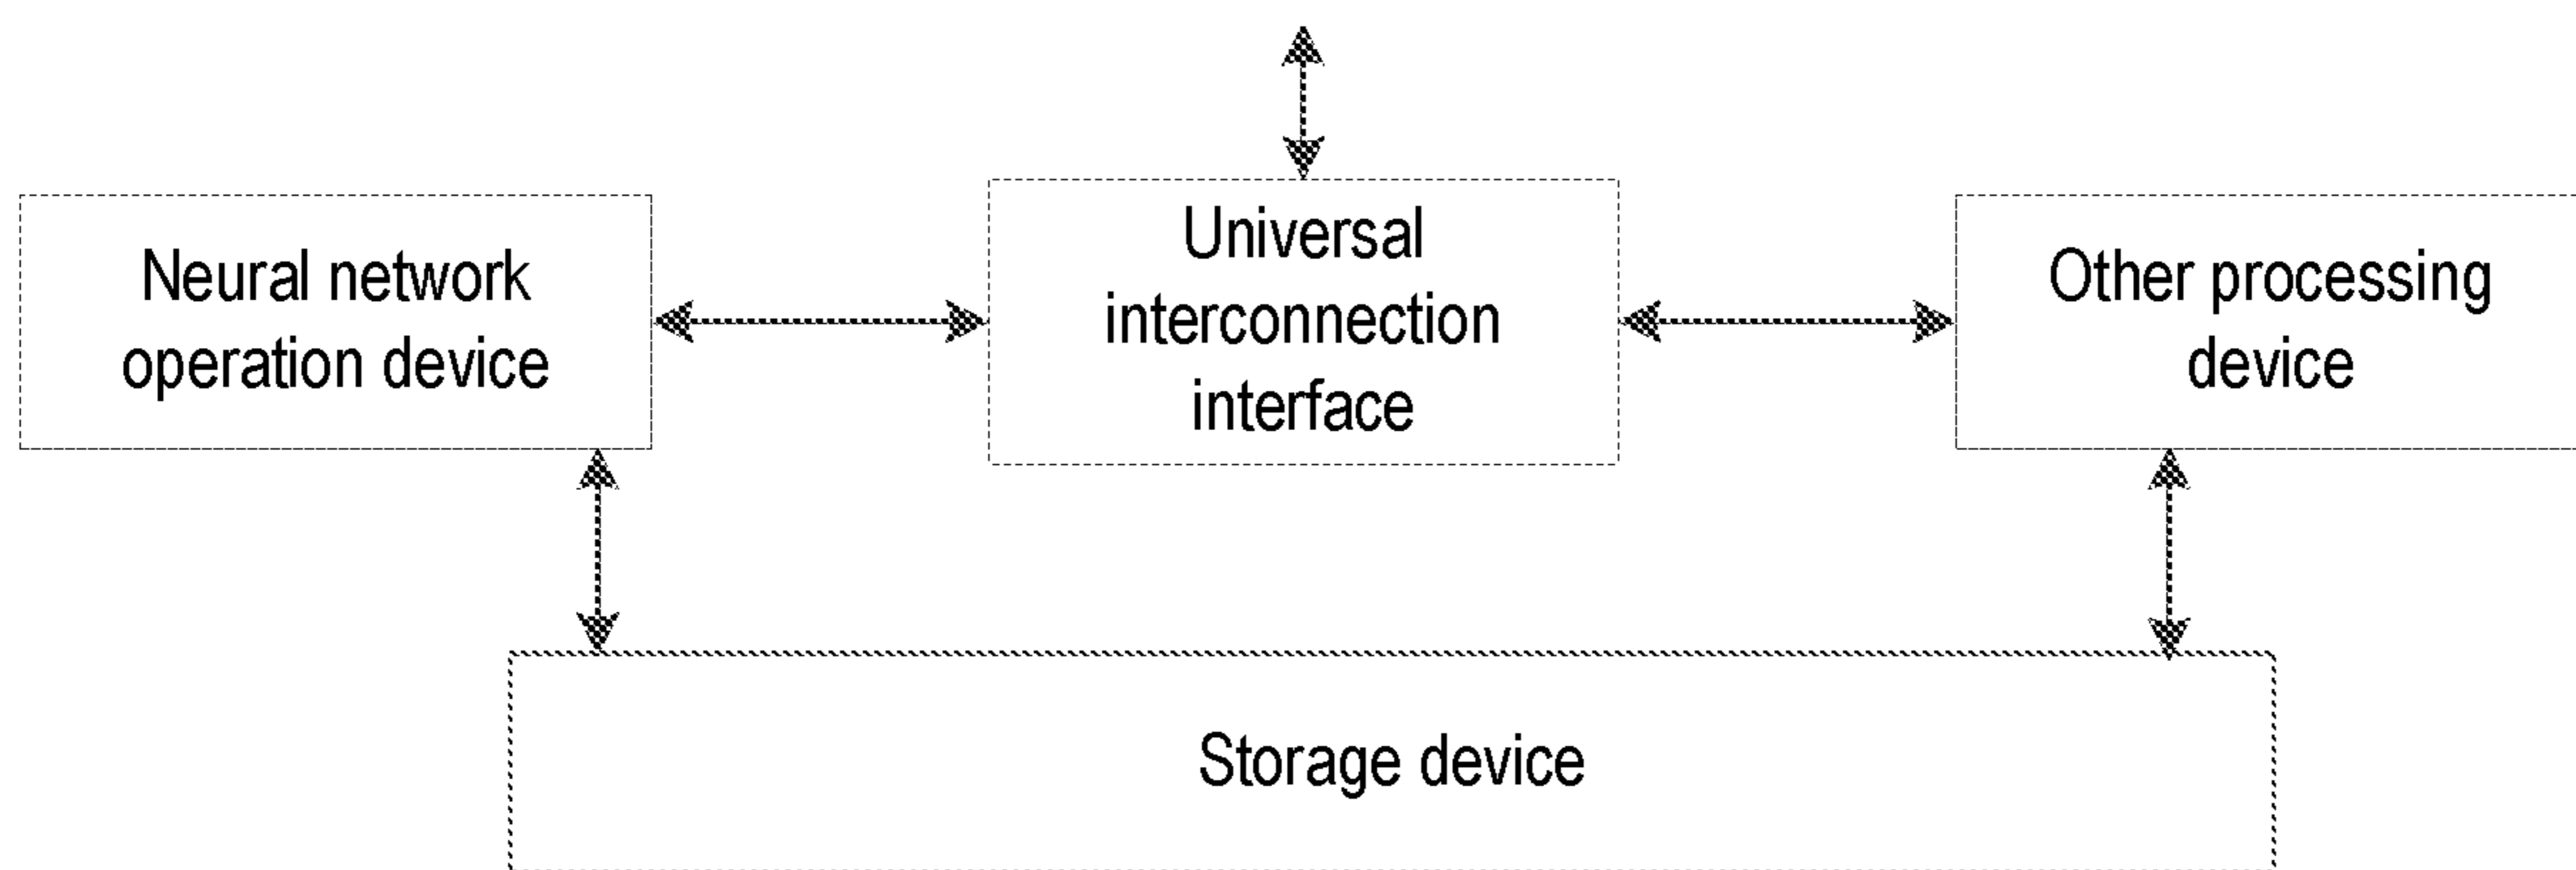 Neural network
operation device
Universal
interconnection
interface
Other processing
device
Storage device